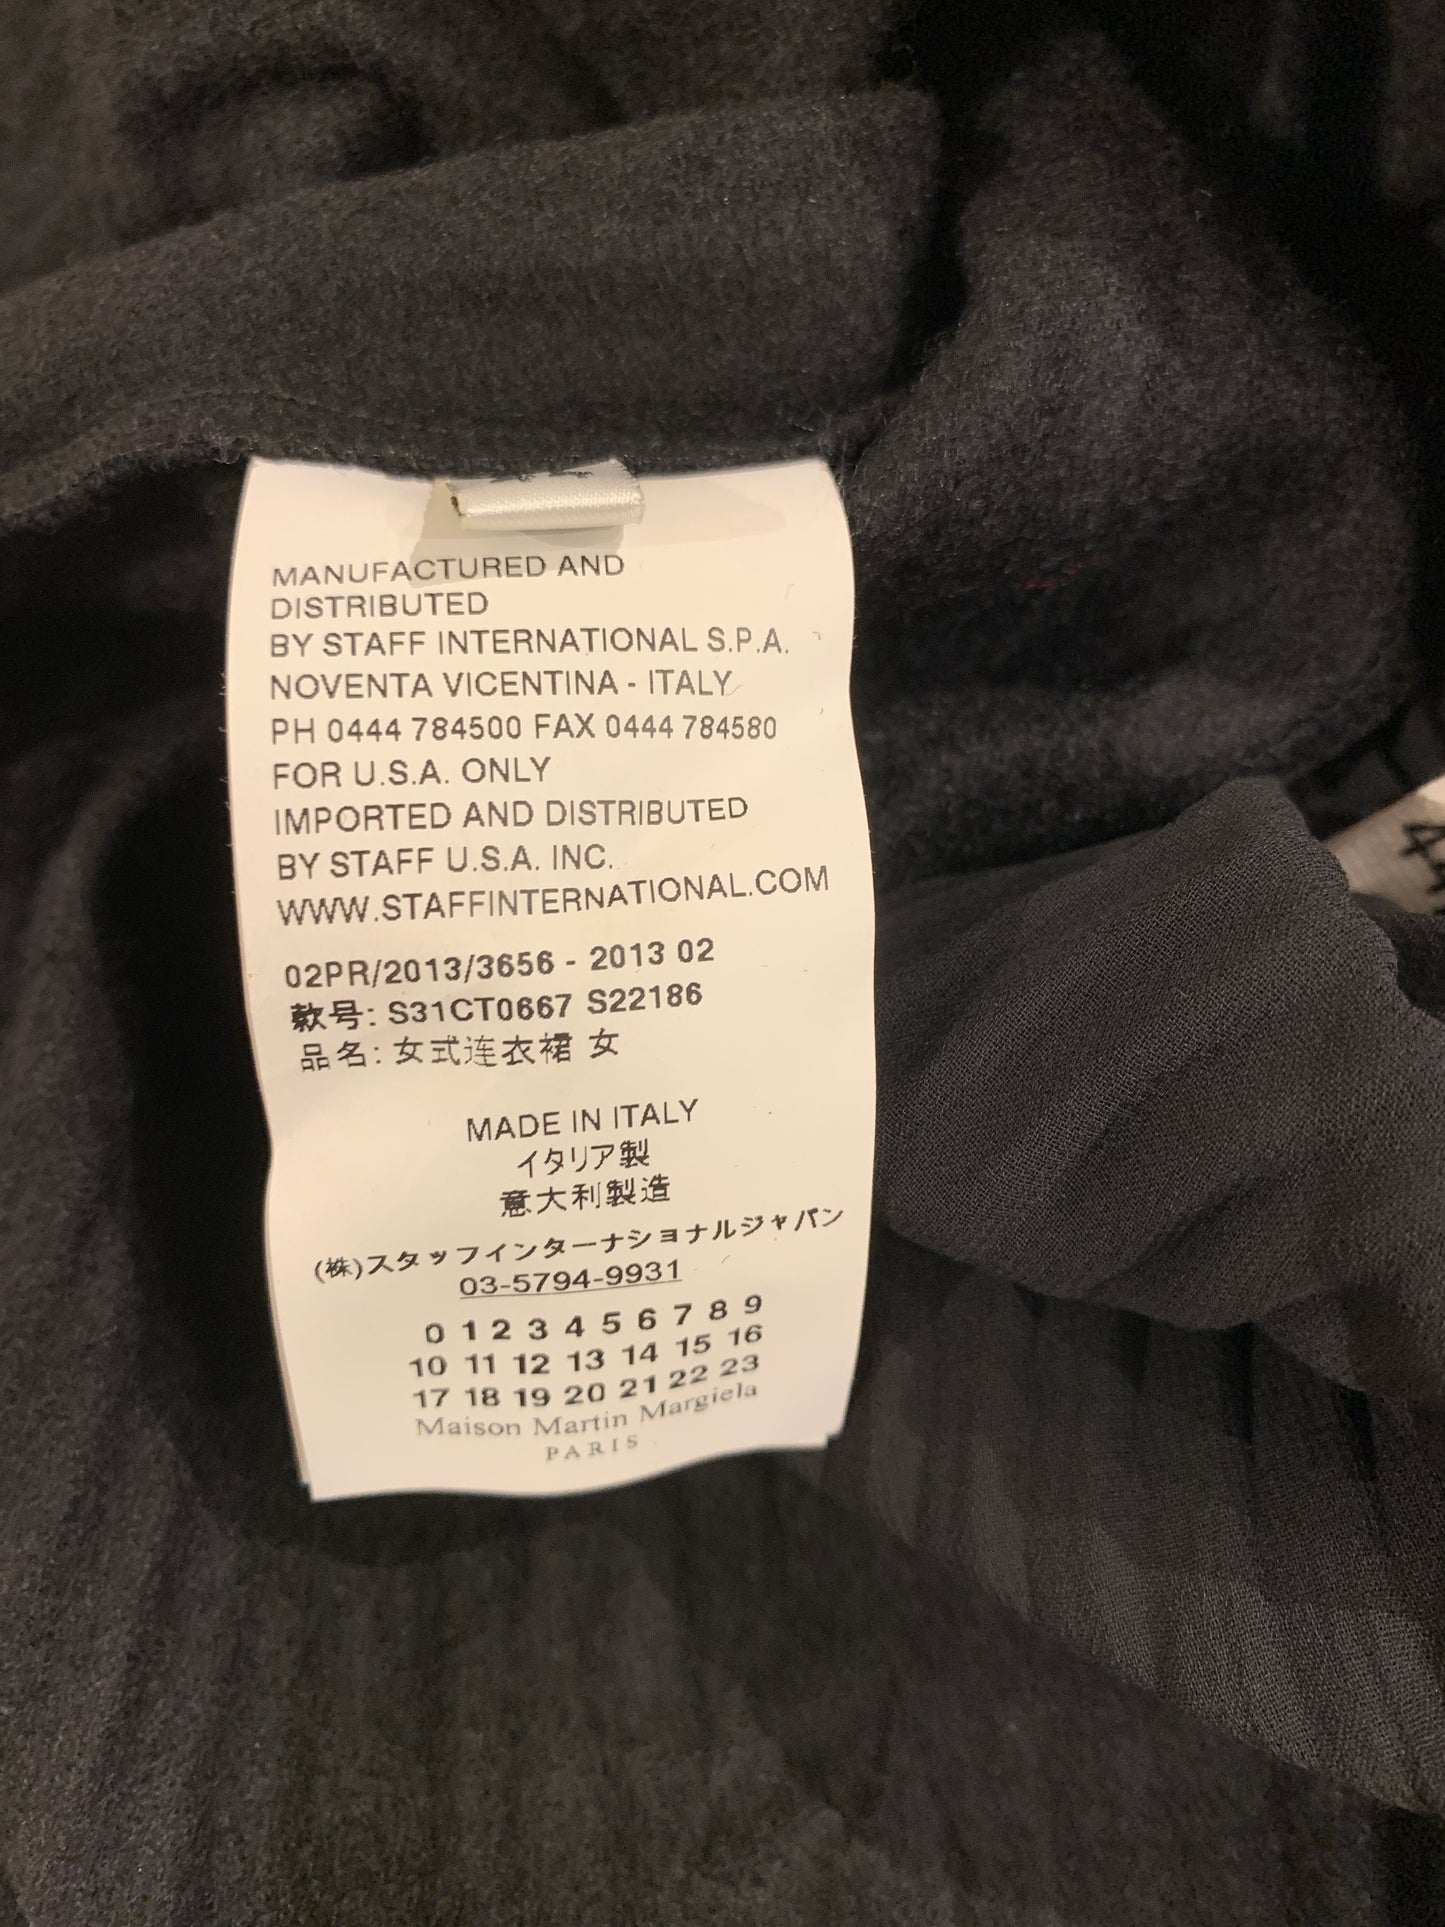 MANUFACTURED AND
DISTRIBUTED
BY STAFF INTERNATIONAL S.P.A.
NOVENTA VICENTINA - ITALY
PH 0444 784500 FAX 0444 784580
FOR U.S.A. ONLY
IMPORTED AND DISTRIBUTED
BY STAFF U.S.A. INC.
WWW.STAFFINTERNATIONAL.COM
02PR/2013/3656 - 2013 02
款号: S31CT0667 S22186
品名: 女式连衣裙 女
MADE IN ITALY
イタリア製
意大利製造
(株)スタッフインターナショナルジャパン
03-5794-9931
0 1 2 3 4 5 6 7 8 9
10 11 12 13 14 15 16
17 18 19 20 21 22 23
Maison Martin Margiela
PARIS